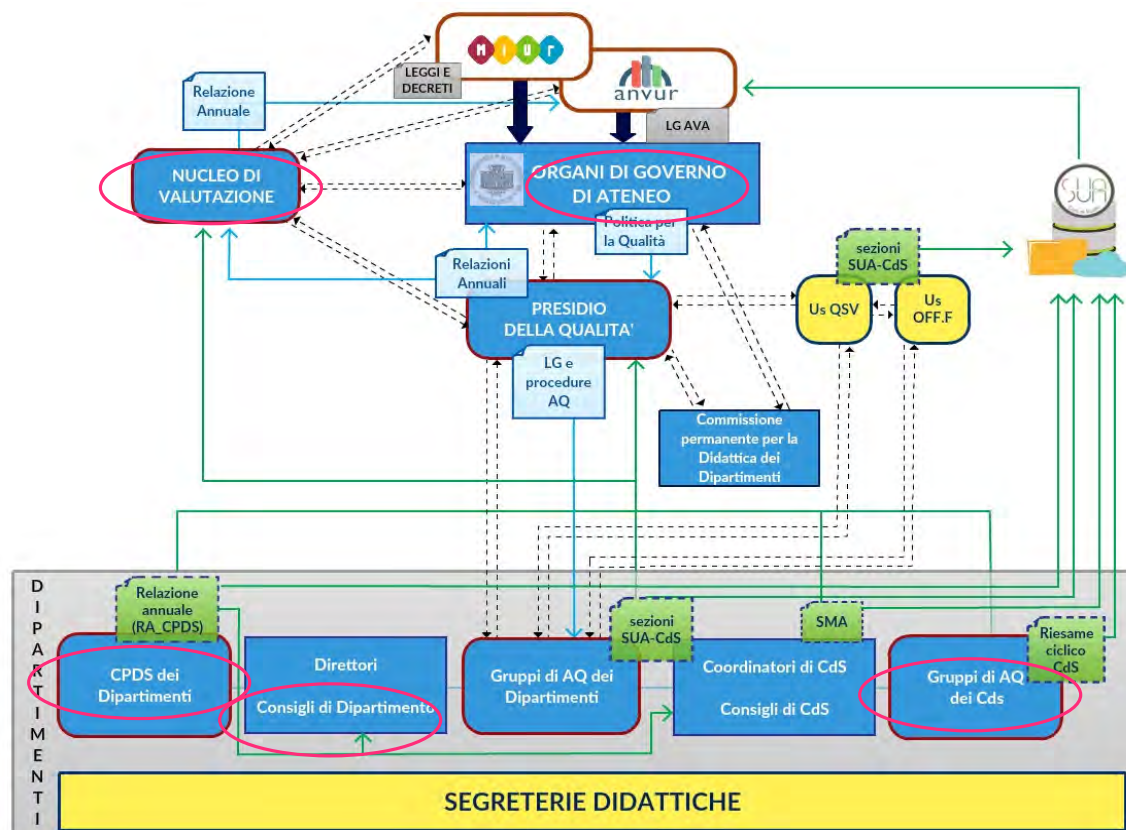 miur
LEGGI E
DECRETI
anvur
LG AVA
Relazione
Annuale
NUCLEO DI
VALUTAZIONE
ORGANI DI GOVERNO
DI ATENEO
Politica per
la Qualità
Relazioni
Annuali
sezioni
SUA-CdS
SUA
PRESIDIO
DELLA QUALITA'
Us QSV
Us
OFF.F
LG e
procedure
AQ
Commissione
permanente per la
Didattica dei
Dipartimenti
DIPARTIMENTI
Relazione
annuale
(RA_CPDS)
CPDS dei
Dipartimenti
Direttori
Consigli di Dipartimento
Gruppi di AQ dei
Dipartimenti
sezioni
SUA-CdS
Coordinatori di CdS
Consigli di CdS
SMA
Gruppi di AQ
dei Cds
Riesame
ciclico
CdS
SEGRETERIE DIDATTICHE